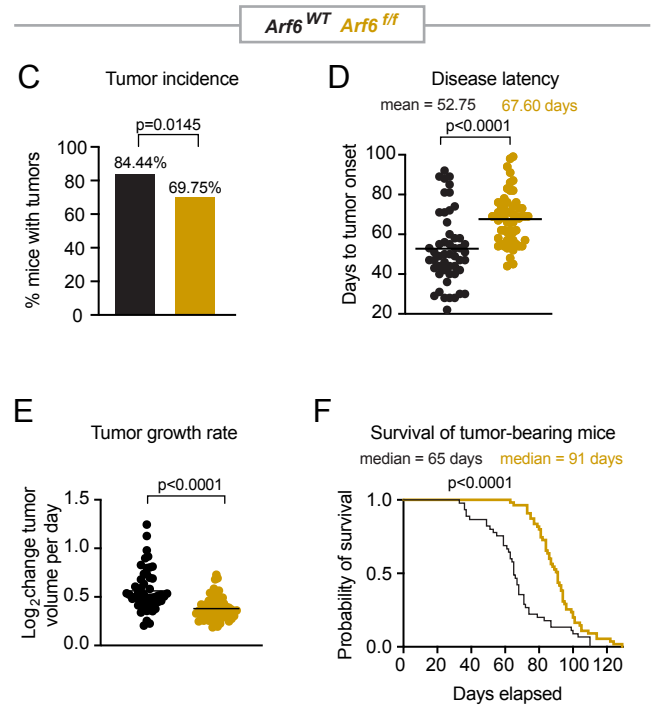 Arf6WT Arf6 f/f
C Tumor incidence
p=0.0145
84.44%
69.75%
% mice with tumors
100
80
60
40
20
0
D Disease latency
mean = 52.75 67.60 days
p<0.0001
Days to tumor onset
100
80
60
40
20
E
Tumor growth rate
p<0.0001
Log2change tumor
volume per day
1.5
1.0
0.5
0.0
F
Survival of tumor-bearing mice
median = 65 days median = 91 days
p<0.0001
Probability of survival
1.0
0.5
0.0
0 20 40 60 80 100 120
Days elapsed